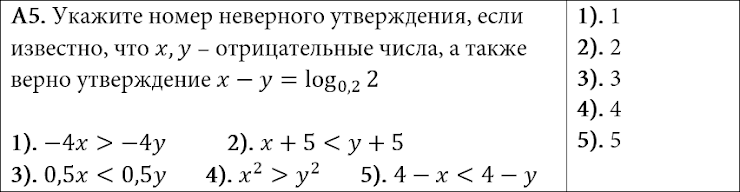 A5. Укажите номер неверного утверждения, если
известно, что x, y – отрицательные числа, а также
верно утверждение x − y = log₀,₂ 2
1). −4x > −4y 2). x + 5 < y + 5
3). 0,5x < 0,5y 4). x² > y² 5). 4 − x < 4 − y
1). 1
2). 2
3). 3
4). 4
5). 5